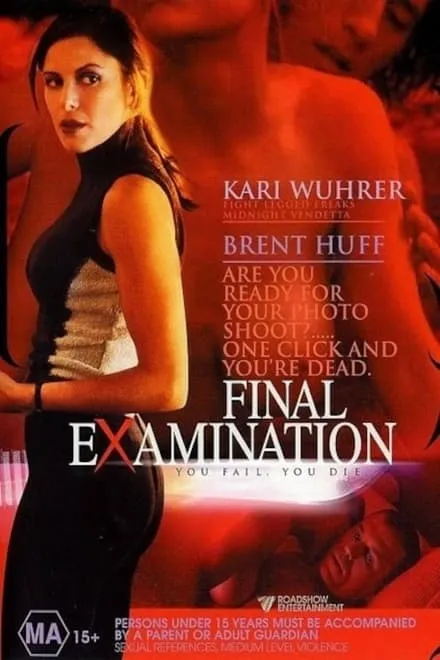 KARI WUHRER
EIGHT LEGGED FREAKS
MIDNIGHT VENDETTA
BRENT HUFF
ARE YOU
READY FOR
YOUR PHOTO
SHOOT?.....
ONE CLICK AND
YOU'RE DEAD.
FINAL
EXAMINATION
YOU FAIL, YOU DIE
ROADSHOW
ENTERTAINMENT
MA 15+
PERSONS UNDER 15 YEARS MUST BE ACCOMPANIED
BY A PARENT OR ADULT GUARDIAN
SEXUAL REFERENCES, MEDIUM LEVEL VIOLENCE